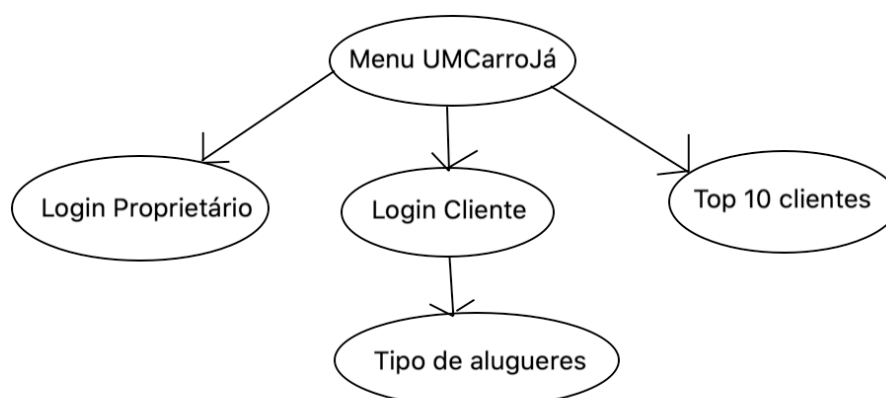 Menu UMCarroJá
Login Proprietário
Login Cliente
Top 10 clientes
Tipo de alugueres